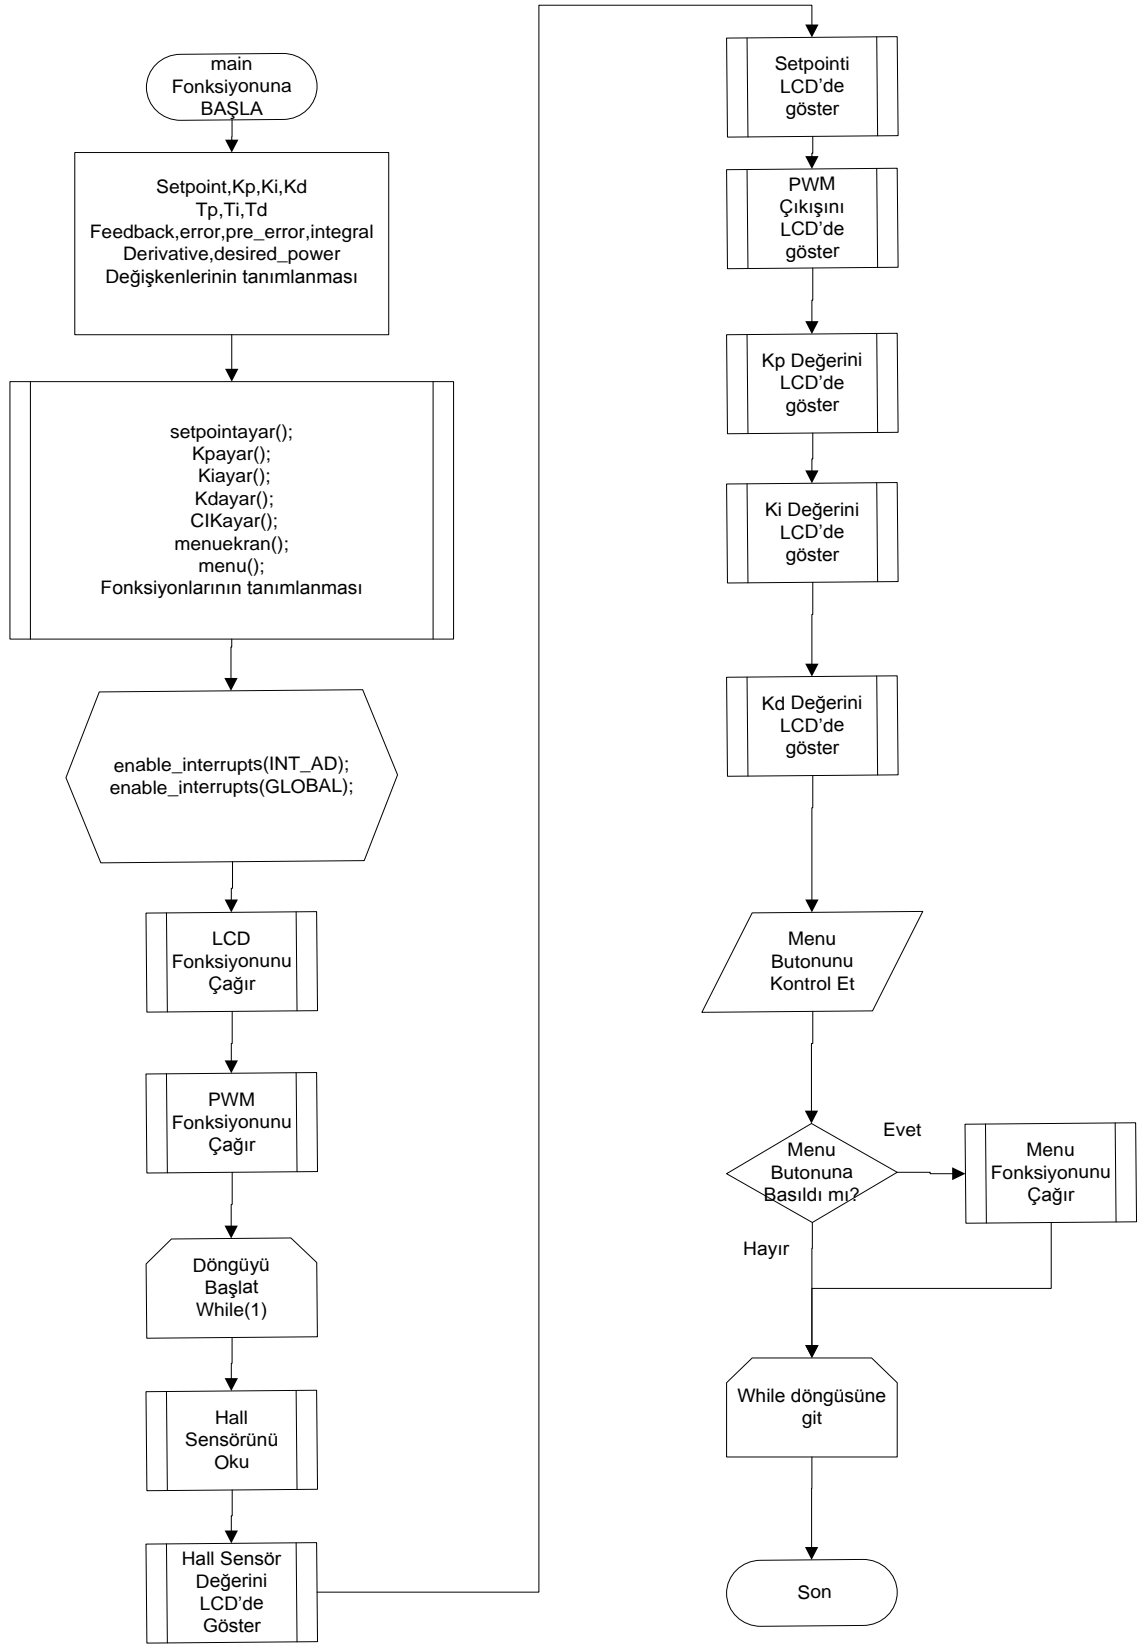 main
Fonksiyonuna
BAŞLA
Setpoint,Kp,Ki,Kd
Tp,Ti,Td
Feedback,error,pre_error,integral
Derivative,desired_power
Değişkenlerinin tanımlanması
setpointayar();
Kpayar();
Kiayar();
Kdayar();
CIKayar();
menuekran();
menu();
Fonksiyonlarının tanımlanması
enable_interrupts(INT_AD);
enable_interrupts(GLOBAL);
LCD
Fonksiyonunu
Çağır
PWM
Fonksiyonunu
Çağır
Döngüyü
Başlat
While(1)
Hall
Sensörünü
Oku
Hall Sensör
Değerini
LCD'de
Göster
Setpointi
LCD'de
göster
PWM
Çıkışını
LCD'de
göster
Kp Değerini
LCD'de
göster
Ki Değerini
LCD'de
göster
Kd Değerini
LCD'de
göster
Menu
Butonunu
Kontrol Et
Menu
Butonuna
Basıldı mı?
Evet
Menu
Fonksiyonunu
Çağır
Hayır
While döngüsüne
git
Son